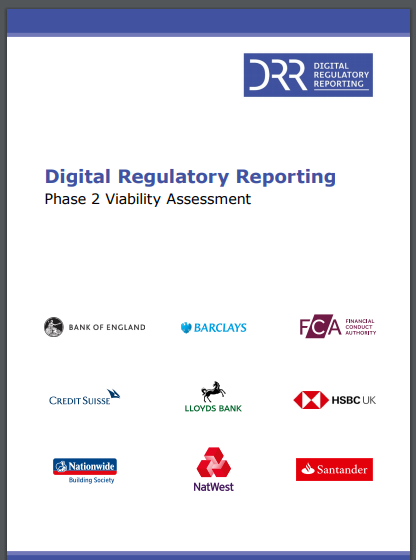 DRR
DIGITAL
REGULATORY
REPORTING
Digital Regulatory Reporting
Phase 2 Viability Assessment
BANK OF ENGLAND
BARCLAYS
FCA
FINANCIAL
CONDUCT
AUTHORITY
CREDIT SUISSE
LLOYDS BANK
HSBC UK
Nationwide
Building Society
NatWest
Santander